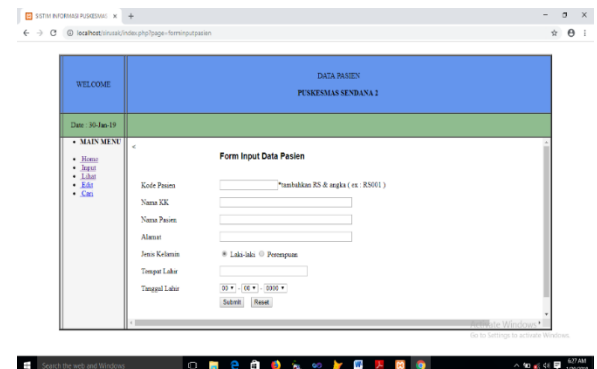 SISTIM INFORMASI PUSKESMAS
localhost/sirusak/index.php?page=forminputpasien
WELCOME
DATA PASIEN
PUSKESMAS SENDANA 2
Date : 30-Jan-19
MAIN MENU
Home
Input
Lihat
Edit
Cari
<
Form Input Data Pasien
Kode Pasien *tambahkan RS & angka ( ex : RS001 )
Nama KK
Nama Pasien
Alamat
Jenis Kelamin Laki-laki Perempuan
Tempat Lahir
Tanggal Lahir 00 - 00 - 0000
Submit Reset
Activate Windows
Go to Settings to activate Windows.
Search the web and Windows
6:27 AM